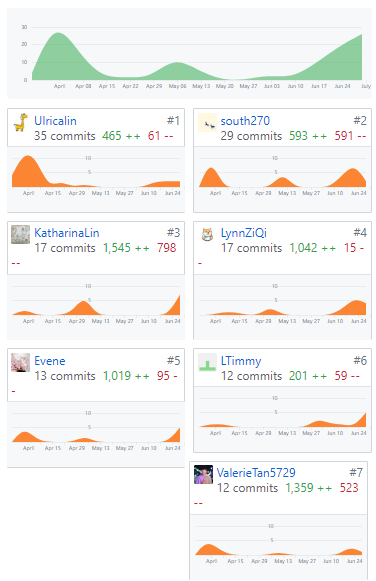 30
20
10
0
April Apr 08 Apr 15 Apr 22 Apr 29 May 06 May 13 May 20 May 27 Jun 03 Jun 10 Jun 17 Jun 24 July
Ulricalin #1
35 commits 465 ++ 61 --
10
5
April Apr 15 Apr 29 May 13 May 27 Jun 10 Jun 24
south270 #2
29 commits 593 ++ 591 --
10
5
April Apr 15 Apr 29 May 13 May 27 Jun 10 Jun 24
KatharinaLin #3
17 commits 1,545 ++ 798
--
10
5
April Apr 15 Apr 29 May 13 May 27 Jun 10 Jun 24
LynnZiQi #4
17 commits 1,042 ++ 15 -
-
10
5
April Apr 15 Apr 29 May 13 May 27 Jun 10 Jun 24
Evene #5
13 commits 1,019 ++ 95 -
-
10
5
April Apr 15 Apr 29 May 13 May 27 Jun 10 Jun 24
LTimmy #6
12 commits 201 ++ 59 --
10
5
April Apr 15 Apr 29 May 13 May 27 Jun 10 Jun 24
ValerieTan5729 #7
12 commits 1,359 ++ 523
--
10
5
April Apr 15 Apr 29 May 13 May 27 Jun 10 Jun 24